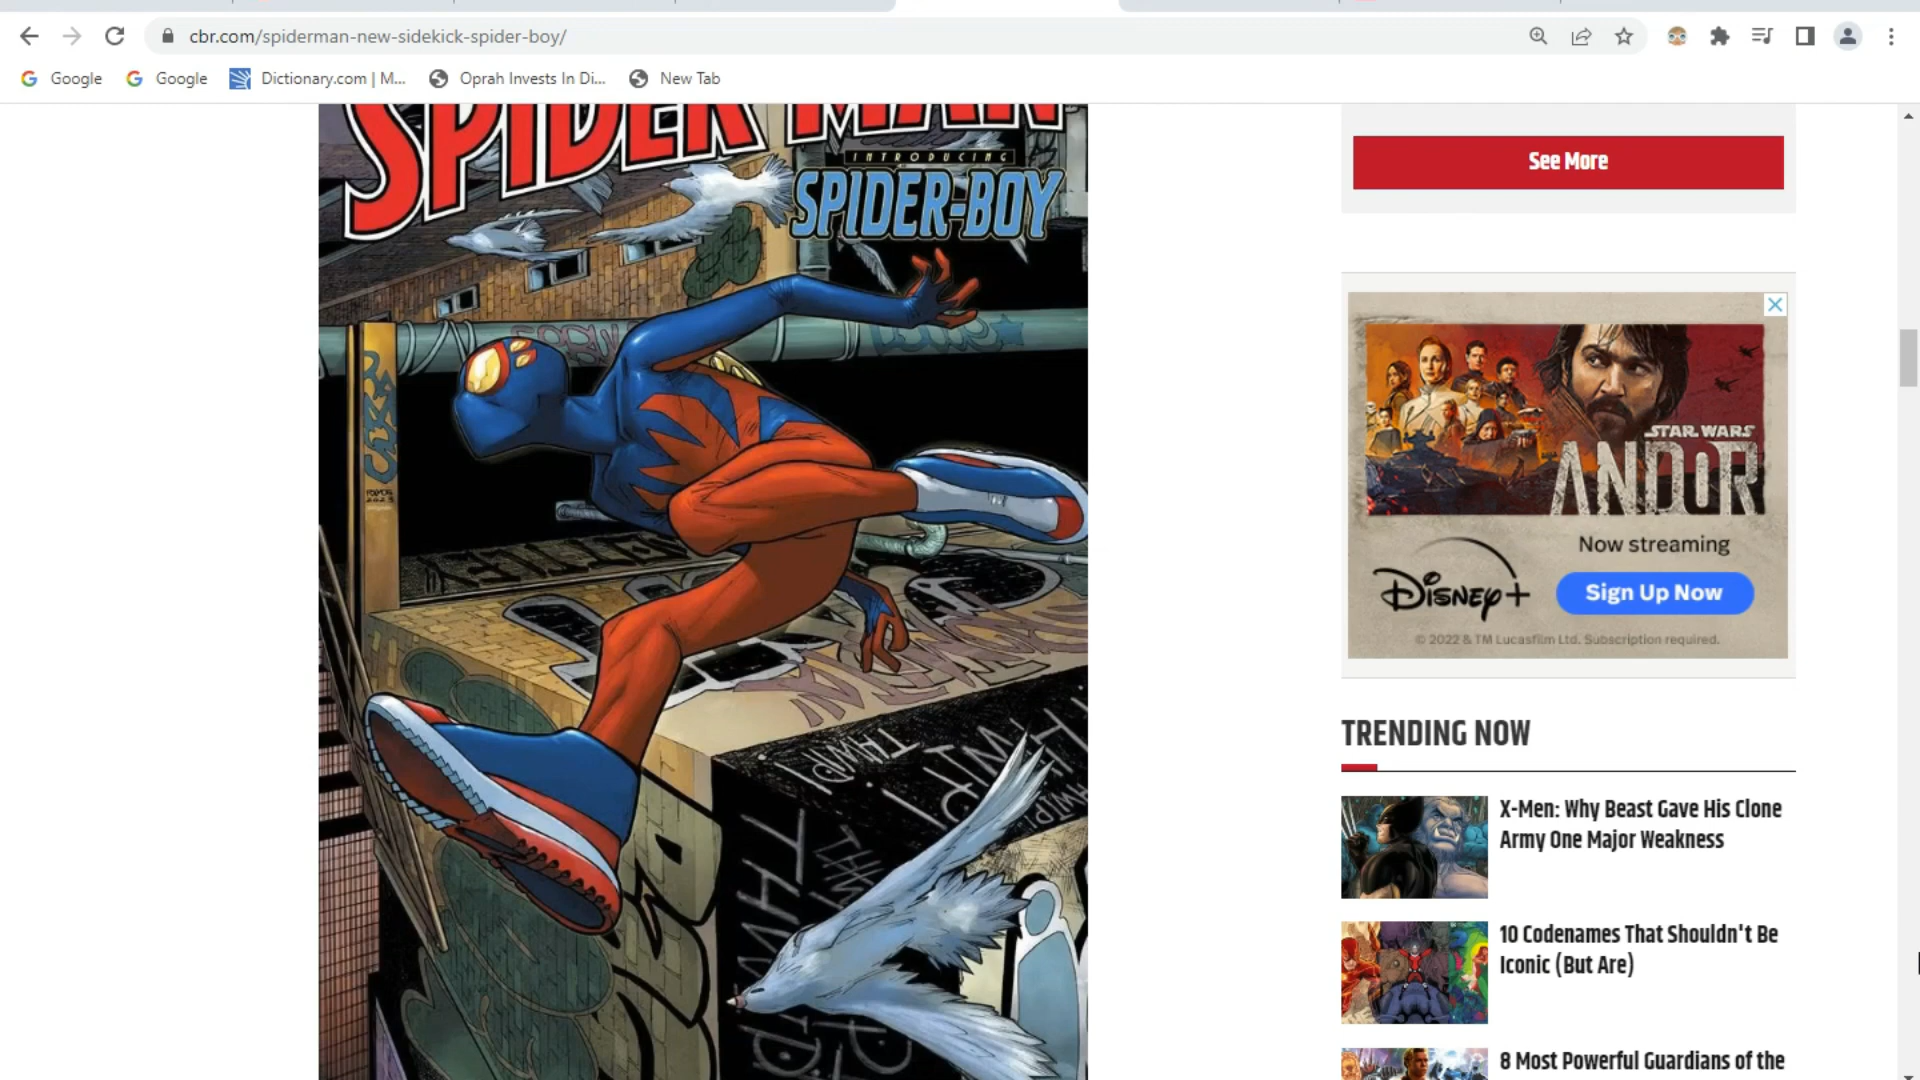 cbr.com/spiderman-new-sidekick-spider-boy/
Google
Google
Dictionary.com | M...
Oprah Invests In Di...
New Tab
SPIDER-MAN
INTRODUCING
SPIDER-BOY
See More
STAR WARS
ANDOR
Now streaming
Disney+
Sign Up Now
© 2022 & TM Lucasfilm Ltd. Subscription required.
TRENDING NOW
X-Men: Why Beast Gave His Clone
Army One Major Weakness
10 Codenames That Shouldn't Be
Iconic (But Are)
8 Most Powerful Guardians of the
THWIP!